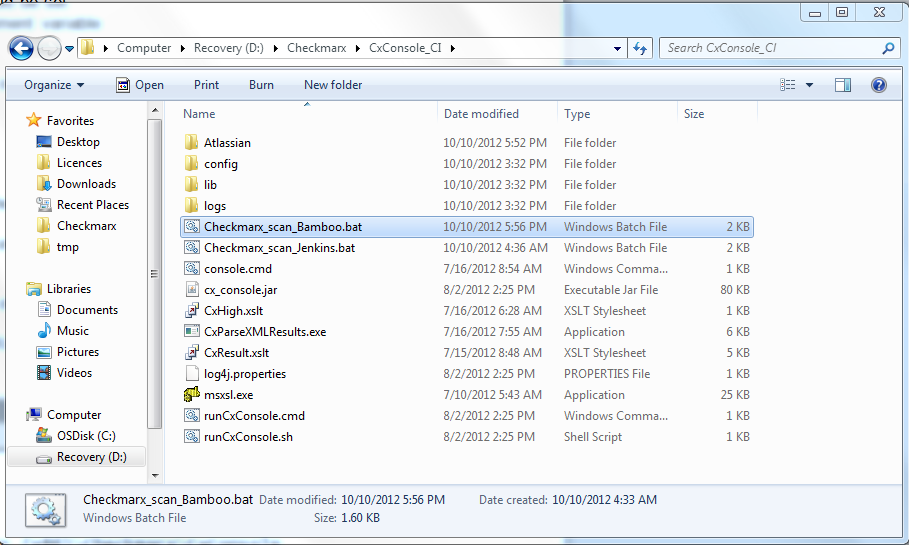 ment variable
Computer Recovery (D:) Checkmarx CxConsole_CI Search CxConsole_CI
Organize Open Print Burn New folder
Favorites
Desktop
Licences
Downloads
Recent Places
Checkmarx
tmp
Libraries
Documents
Music
Pictures
Videos
Computer
OSDisk (C:)
Recovery (D:)
Name Date modified Type Size
Atlassian 10/10/2012 5:52 PM File folder
config 10/10/2012 3:32 PM File folder
lib 10/10/2012 3:32 PM File folder
logs 10/10/2012 3:32 PM File folder
Checkmarx_scan_Bamboo.bat 10/10/2012 5:56 PM Windows Batch File 2 KB
Checkmarx_scan_Jenkins.bat 10/10/2012 4:36 AM Windows Batch File 2 KB
console.cmd 7/16/2012 8:54 AM Windows Comma... 1 KB
cx_console.jar 8/2/2012 2:25 PM Executable Jar File 80 KB
CxHigh.xslt 7/16/2012 6:28 AM XSLT Stylesheet 1 KB
CxParseXMLResults.exe 7/16/2012 7:55 AM Application 6 KB
CxResult.xslt 7/15/2012 8:48 AM XSLT Stylesheet 5 KB
log4j.properties 8/2/2012 2:25 PM PROPERTIES File 1 KB
msxsl.exe 7/10/2012 5:43 AM Application 25 KB
runCxConsole.cmd 8/2/2012 2:25 PM Windows Comma... 1 KB
runCxConsole.sh 8/2/2012 2:25 PM Shell Script 1 KB
Checkmarx_scan_Bamboo.bat Date modified: 10/10/2012 5:56 PM Date created: 10/10/2012 4:33 AM
Windows Batch File Size: 1.60 KB